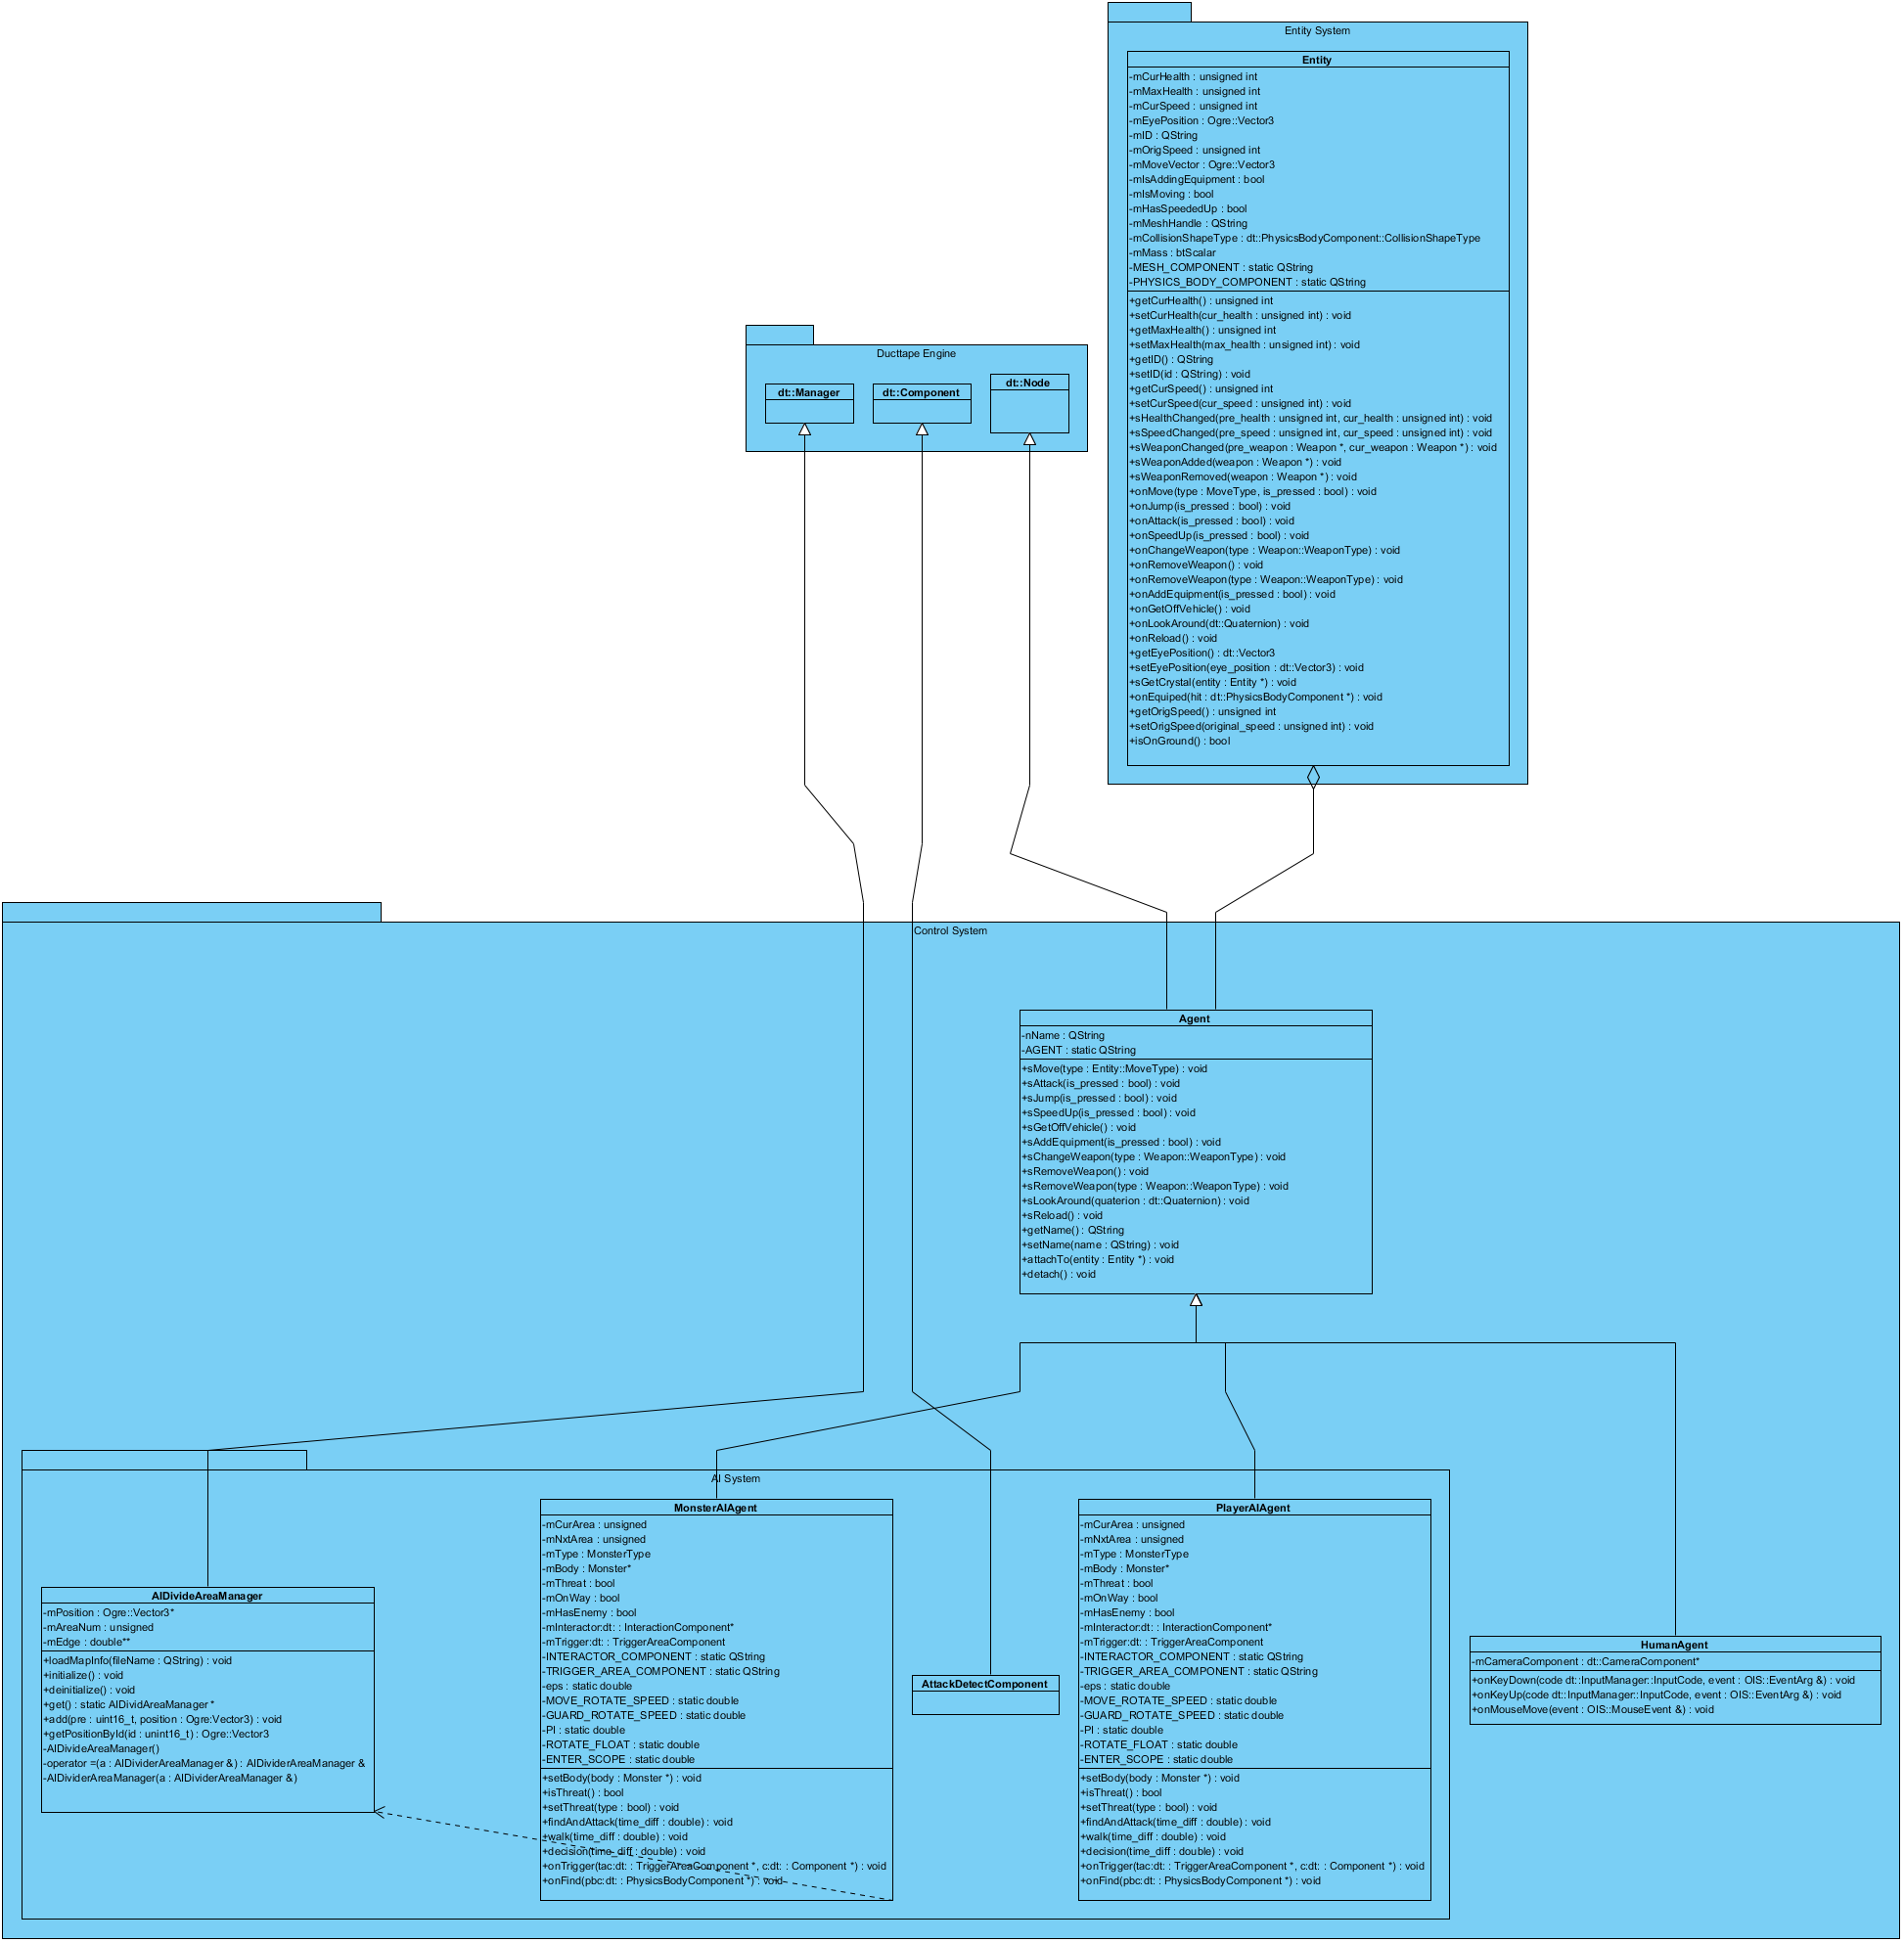 Entity System
Entity
-mCurHealth : unsigned int
-mMaxHealth : unsigned int
-mCurSpeed : unsigned int
-mEyePosition : Ogre::Vector3
-mID : QString
-mOrigSpeed : unsigned int
-mMoveVector : Ogre::Vector3
-mIsAddingEquipment : bool
-mIsMoving : bool
-mHasSpeededUp : bool
-mMeshHandle : QString
-mCollisionShapeType : dt::PhysicsBodyComponent::CollisionShapeType
-mMass : btScalar
-MESH_COMPONENT : static QString
-PHYSICS_BODY_COMPONENT : static QString
+getCurHealth() : unsigned int
+setCurHealth(cur_health : unsigned int) : void
+getMaxHealth() : unsigned int
+setMaxHealth(max_health : unsigned int) : void
+getID() : QString
+setID(id : QString) : void
+getCurSpeed() : unsigned int
+setCurSpeed(cur_speed : unsigned int) : void
+sHealthChanged(pre_health : unsigned int, cur_health : unsigned int) : void
+sSpeedChanged(pre_speed : unsigned int, cur_speed : unsigned int) : void
+sWeaponChanged(pre_weapon : Weapon *, cur_weapon : Weapon *) : void
+sWeaponAdded(weapon : Weapon *) : void
+sWeaponRemoved(weapon : Weapon *) : void
+onMove(type : MoveType, is_pressed : bool) : void
+onJump(is_pressed : bool) : void
+onAttack(is_pressed : bool) : void
+onSpeedUp(is_pressed : bool) : void
+onChangeWeapon(type : Weapon::WeaponType) : void
+onRemoveWeapon() : void
+onRemoveWeapon(type : Weapon::WeaponType) : void
+onAddEquipment(is_pressed : bool) : void
+onGetOffVehicle() : void
+onLookAround(dt::Quaternion) : void
+onReload() : void
+getEyePosition() : dt::Vector3
+setEyePosition(eye_position : dt::Vector3) : void
+sGetCrystal(entity : Entity *) : void
+onEquiped(hit : dt::PhysicsBodyComponent *) : void
+getOrigSpeed() : unsigned int
+setOrigSpeed(original_speed : unsigned int) : void
+isOnGround() : bool
Ducttape Engine
dt::Manager
dt::Component
dt::Node
Control System
Agent
-nName : QString
-AGENT : static QString
+sMove(type : Entity::MoveType) : void
+sAttack(is_pressed : bool) : void
+sJump(is_pressed : bool) : void
+sSpeedUp(is_pressed : bool) : void
+sGetOffVehicle() : void
+sAddEquipment(is_pressed : bool) : void
+sChangeWeapon(type : Weapon::WeaponType) : void
+sRemoveWeapon() : void
+sRemoveWeapon(type : Weapon::WeaponType) : void
+sLookAround(quaterion : dt::Quaternion) : void
+sReload() : void
+getName() : QString
+setName(name : QString) : void
+attachTo(entity : Entity *) : void
+detach() : void
AI System
AIDivideAreaManager
-mPosition : Ogre::Vector3*
-mAreaNum : unsigned
-mEdge : double**
+loadMapInfo(fileName : QString) : void
+initialize() : void
+deinitialize() : void
+get() : static AIDividAreaManager *
+add(pre : uint16_t, position : Ogre:Vector3) : void
+getPositionById(id : unint16_t) : Ogre::Vector3
-AIDivideAreaManager()
-operator =(a : AIDividerAreaManager &) : AIDividerAreaManager &
-AIDividerAreaManager(a : AIDividerAreaManager &)
MonsterAIAgent
-mCurArea : unsigned
-mNxtArea : unsigned
-mType : MonsterType
-mBody : Monster*
-mThreat : bool
-mOnWay : bool
-mHasEnemy : bool
-mInteractor:dt: : InteractionComponent*
-mTrigger:dt: : TriggerAreaComponent
-INTERACTOR_COMPONENT : static QString
-TRIGGER_AREA_COMPONENT : static QString
-eps : static double
-MOVE_ROTATE_SPEED : static double
-GUARD_ROTATE_SPEED : static double
-PI : static double
-ROTATE_FLOAT : static double
-ENTER_SCOPE : static double
+setBody(body : Monster *) : void
+isThreat() : bool
+setThreat(type : bool) : void
+findAndAttack(time_diff : double) : void
+walk(time_diff : double) : void
+decision(time_diff : double) : void
+onTrigger(tac:dt: : TriggerAreaComponent *, c:dt: : Component *) : void
+onFind(pbc:dt: : PhysicsBodyComponent *) : void
AttackDetectComponent
PlayerAIAgent
-mCurArea : unsigned
-mNxtArea : unsigned
-mType : MonsterType
-mBody : Monster*
-mThreat : bool
-mOnWay : bool
-mHasEnemy : bool
-mInteractor:dt: : InteractionComponent*
-mTrigger:dt: : TriggerAreaComponent
-INTERACTOR_COMPONENT : static QString
-TRIGGER_AREA_COMPONENT : static QString
-eps : static double
-MOVE_ROTATE_SPEED : static double
-GUARD_ROTATE_SPEED : static double
-PI : static double
-ROTATE_FLOAT : static double
-ENTER_SCOPE : static double
+setBody(body : Monster *) : void
+isThreat() : bool
+setThreat(type : bool) : void
+findAndAttack(time_diff : double) : void
+walk(time_diff : double) : void
+decision(time_diff : double) : void
+onTrigger(tac:dt: : TriggerAreaComponent *, c:dt: : Component *) : void
+onFind(pbc:dt: : PhysicsBodyComponent *) : void
HumanAgent
-mCameraComponent : dt::CameraComponent*
+onKeyDown(code dt::InputManager::InputCode, event : OIS::EventArg &) : void
+onKeyUp(code dt::InputManager::InputCode, event : OIS::EventArg &) : void
+onMouseMove(event : OIS::MouseEvent &) : void